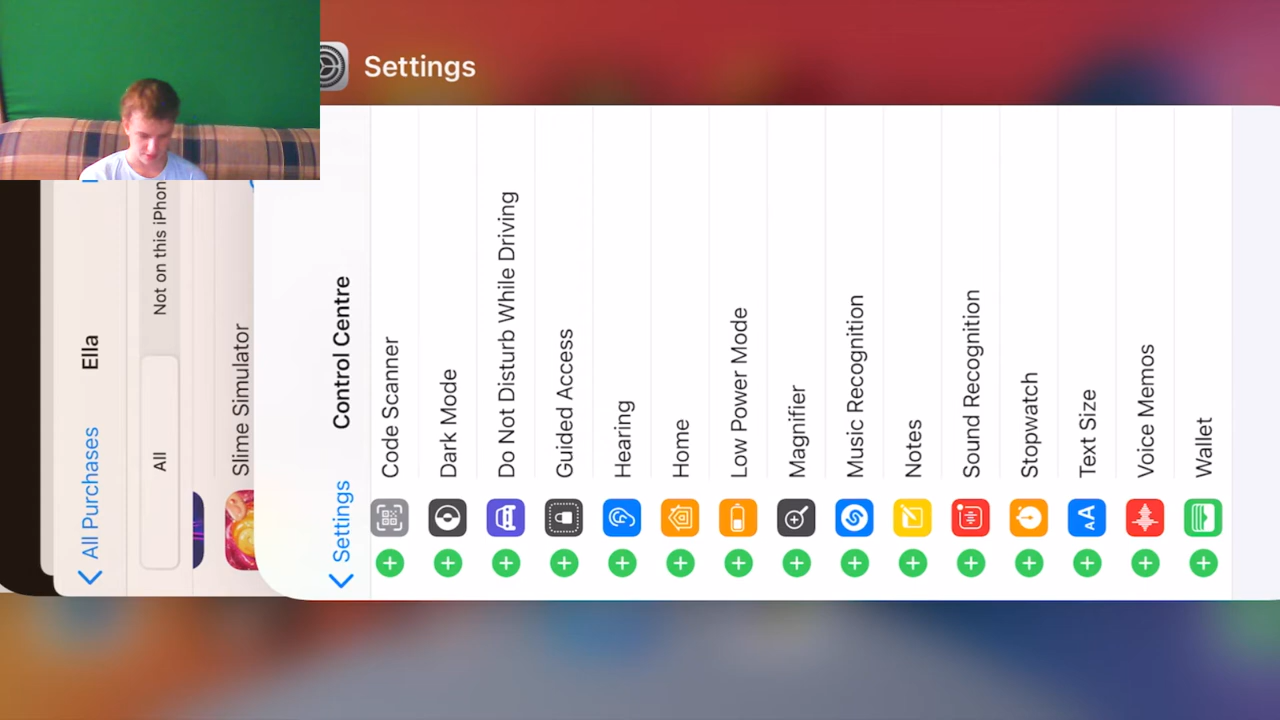 Settings
All Purchases
Ella
All
Not on this iPhon
Slime Simulator
Settings
Control Centre
Code Scanner
Dark Mode
Do Not Disturb While Driving
Guided Access
Hearing
Home
Low Power Mode
Magnifier
Music Recognition
Notes
Sound Recognition
Stopwatch
AA
Text Size
Voice Memos
Wallet